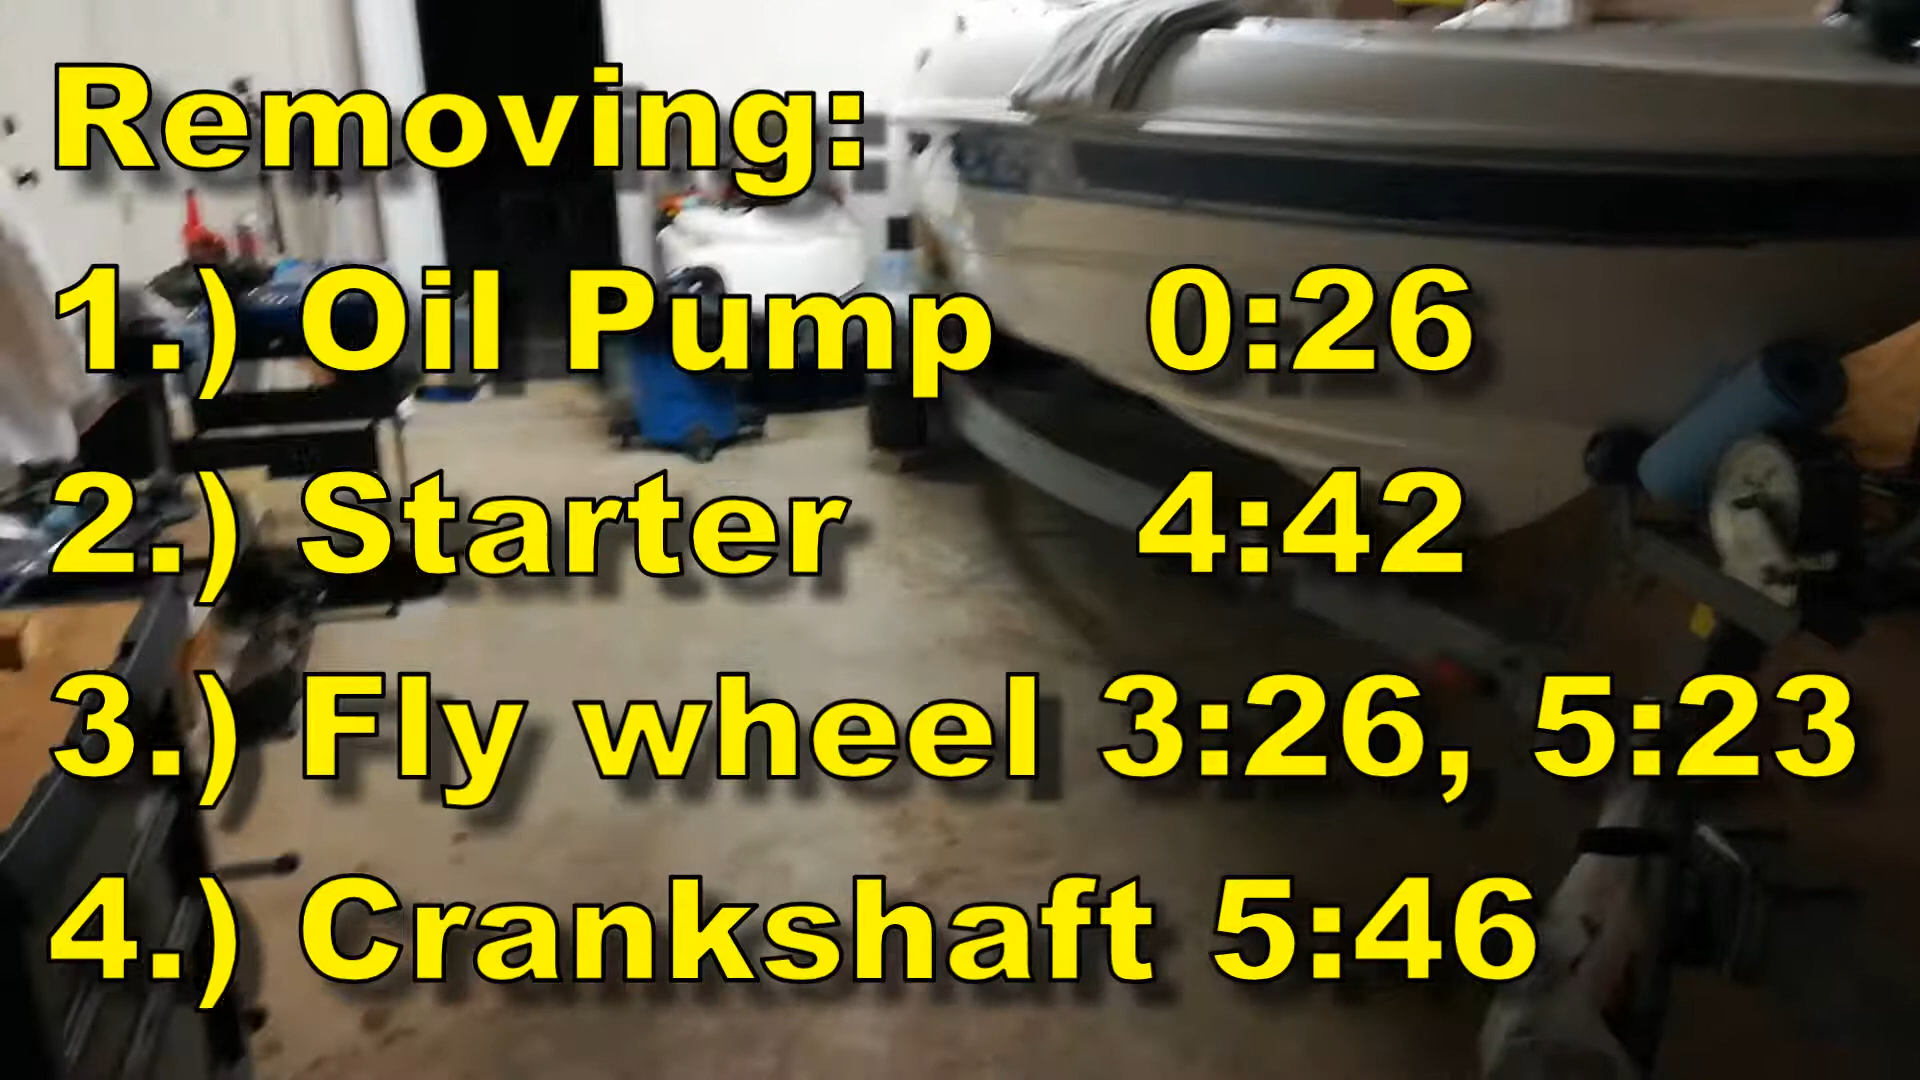 Removing:
1.) Oil Pump 0:26
2.) Starter 4:42
3.) Fly wheel 3:26, 5:23
4.) Crankshaft 5:46